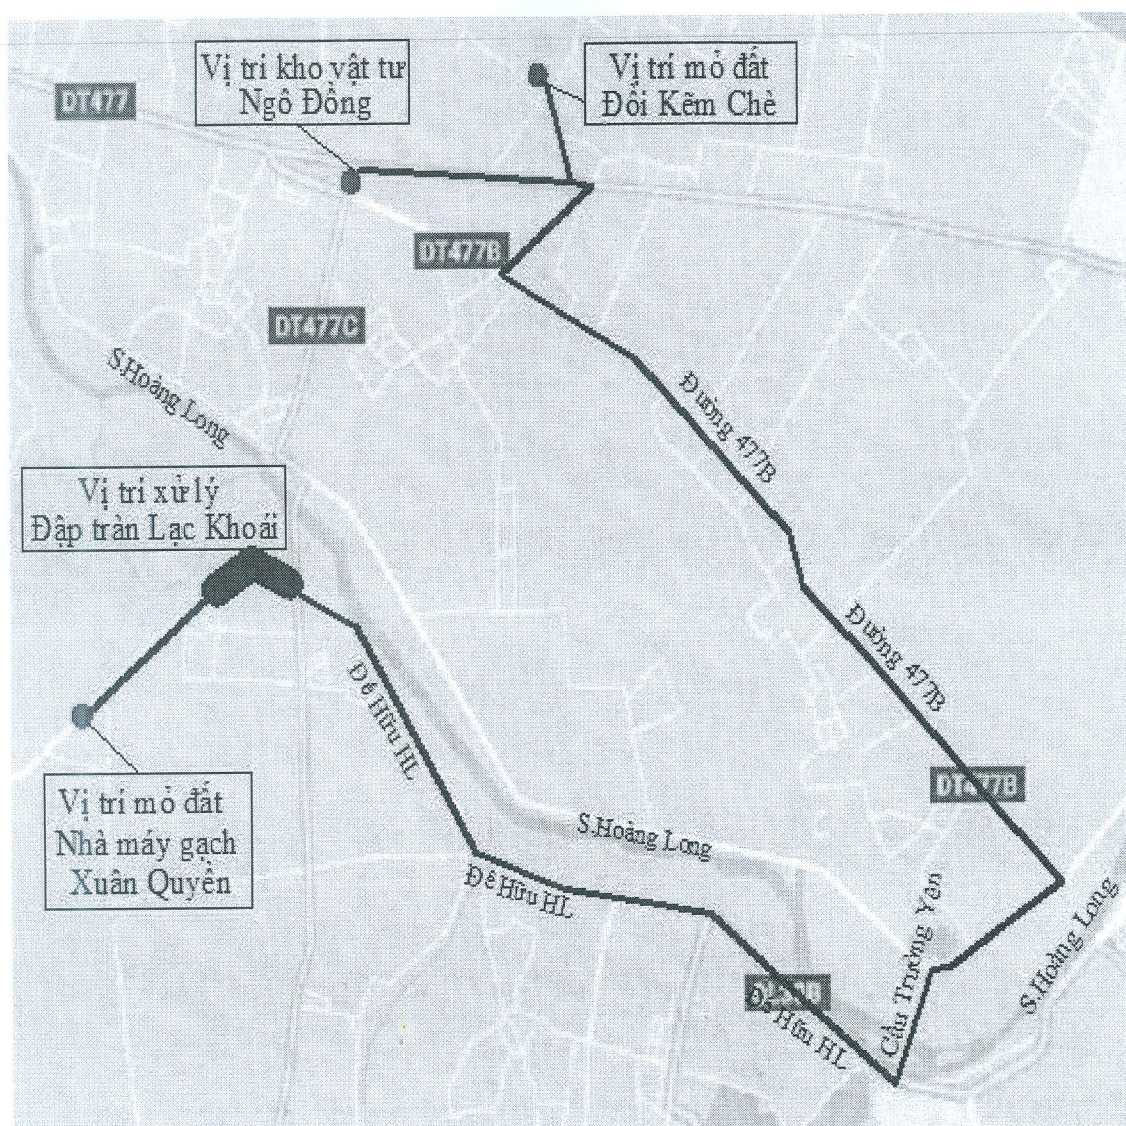 Vị trí kho vật tư
Ngô Đồng
Vị trí mỏ đất
Đồi Kẽm Chè
DT477
DT477B
DT477C
S.Hoàng Long
Đường 477B
Vị trí xử lý
Đập tràn Lạc Khoái
Đường 477B
Đê Hữu HL
DT477B
Vị trí mỏ đất
Nhà máy gạch
Xuân Quyền
S.Hoàng Long
Đê Hữu HL
Cầu Trường Yên
S.Hoàng Long
Đê Hữu HL